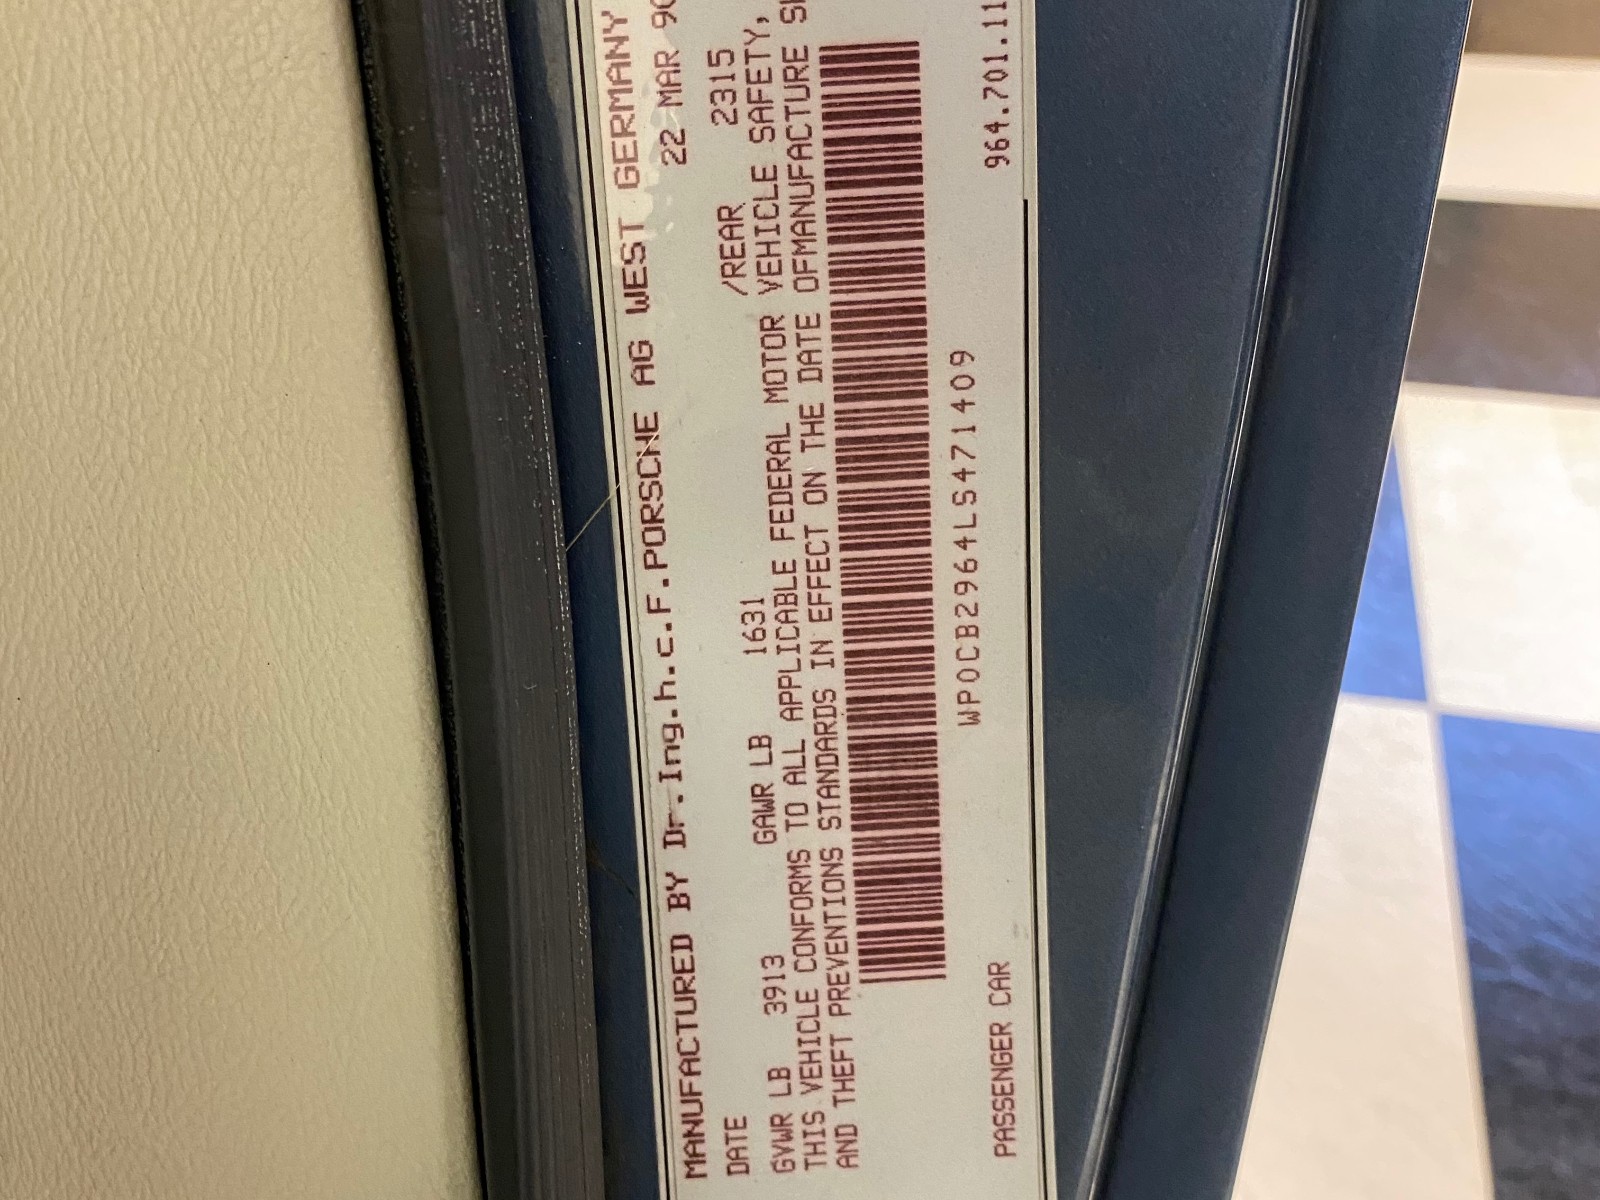 MANUFACTURED BY Dr.Ing.h.c.F.PORSCHE AG WEST GERMANY
DATE 22 MAR 90
GVWR LB 3913 GAWR LB 1631 /REAR 2315
THIS VEHICLE CONFORMS TO ALL APPLICABLE FEDERAL MOTOR VEHICLE SAFETY,
AND THEFT PREVENTIONS STANDARDS IN EFFECT ON THE DATE OFMANUFACTURE
WP0CB2964LS471409
PASSENGER CAR 964.701.11